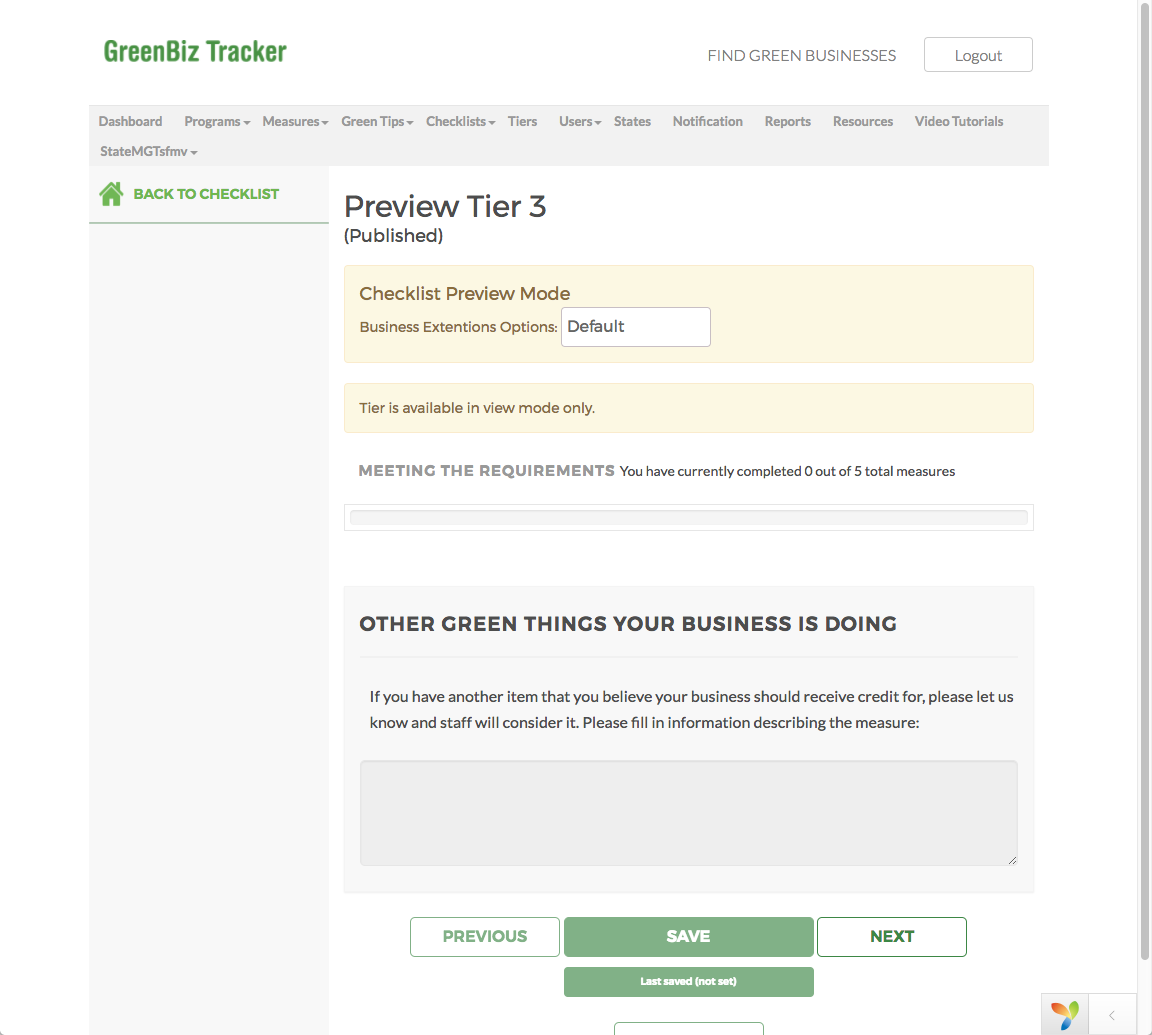 GreenBiz Tracker
FIND GREEN BUSINESSES
Logout
Dashboard Programs Measures Green Tips Checklists Tiers Users States Notification Reports Resources Video Tutorials
StateMGTsfmv
BACK TO CHECKLIST
Preview Tier 3
(Published)
Checklist Preview Mode
Business Extentions Options: Default
Tier is available in view mode only.
MEETING THE REQUIREMENTS You have currently completed 0 out of 5 total measures
OTHER GREEN THINGS YOUR BUSINESS IS DOING
If you have another item that you believe your business should receive credit for, please let us
know and staff will consider it. Please fill in information describing the measure:
PREVIOUS SAVE NEXT
Last saved (not set)